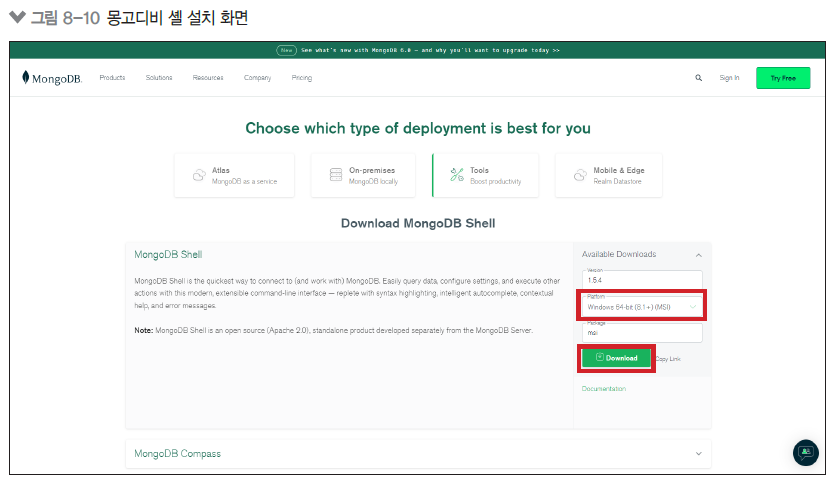 그림 8-10 몽고디비 셸 설치 화면
New See what's new with MongoDB 6.0 — and why you'll want to upgrade today >>
MongoDB. Products Solutions Resources Company Pricing Sign In Try Free
Choose which type of deployment is best for you
Atlas
MongoDB as a service
On-premises
MongoDB locally
Tools
Boost productivity
Mobile & Edge
Realm Datastore
Download MongoDB Shell
MongoDB Shell
MongoDB Shell is the quickest way to connect to (and work with) MongoDB. Easily query data, configure settings, and execute other
actions with this modern, extensible command-line interface — replete with syntax highlighting, intelligent autocomplete, contextual
help, and error messages.
Note: MongoDB Shell is an open source (Apache 2.0), standalone product developed separately from the MongoDB Server.
Available Downloads
Version
1.5.4
Platform
Windows 64-bit (8.1+) (MSI)
Package
msi
Download Copy Link
Documentation
MongoDB Compass